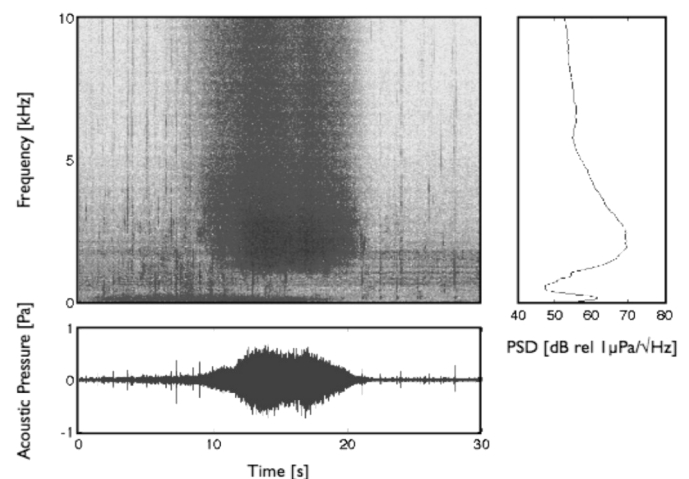 10
5
0
Frequency [kHz]
40 50 60 70 80
PSD [dB rel 1µPa/√Hz]
1
0
-1
Acoustic Pressure [Pa]
0 10 20 30
Time [s]